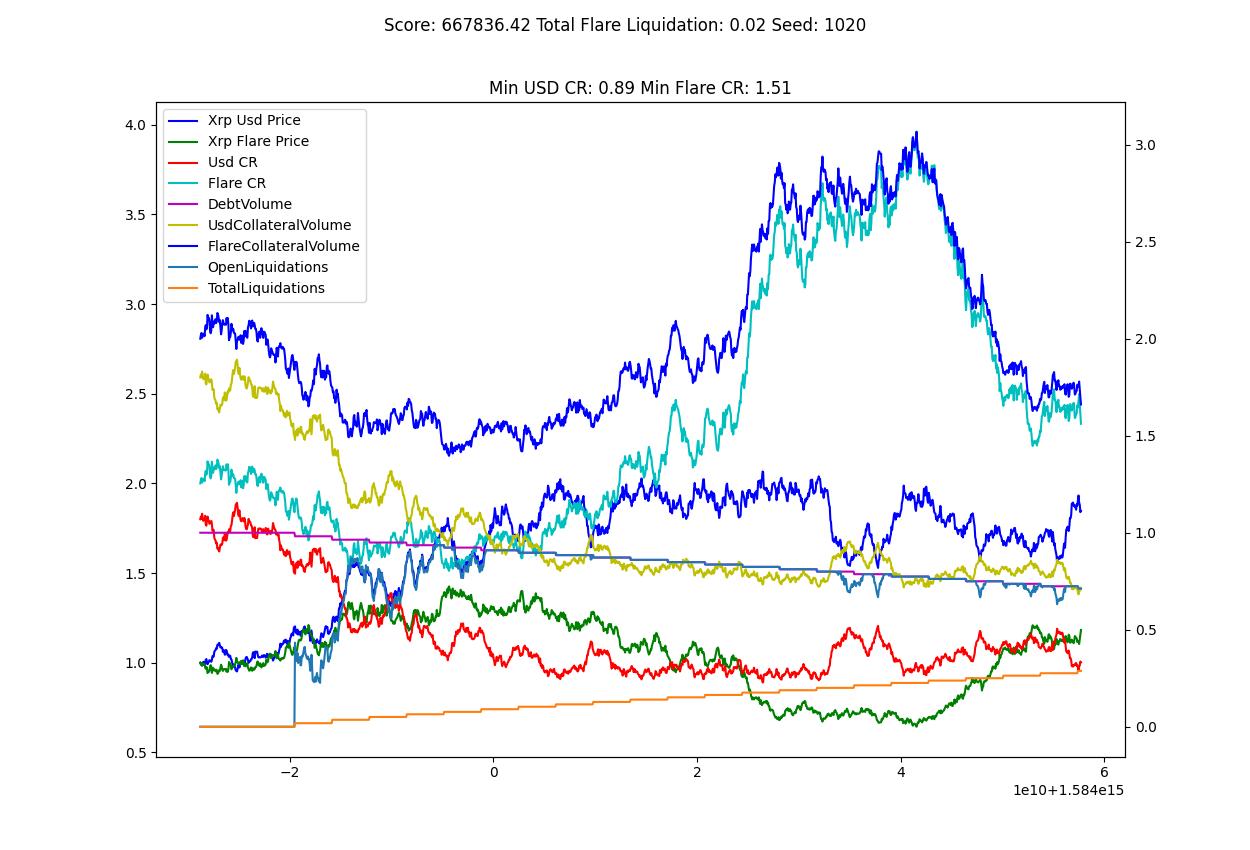 Score: 667836.42 Total Flare Liquidation: 0.02 Seed: 1020
Min USD CR: 0.89 Min Flare CR: 1.51
Xrp Usd Price
Xrp Flare Price
Usd CR
Flare CR
DebtVolume
UsdCollateralVolume
FlareCollateralVolume
OpenLiquidations
TotalLiquidations
4.0
3.5
3.0
2.5
2.0
1.5
1.0
0.5
3.0
2.5
2.0
1.5
1.0
0.5
0.0
−2 0 2 4 6
1e10+1.584e15